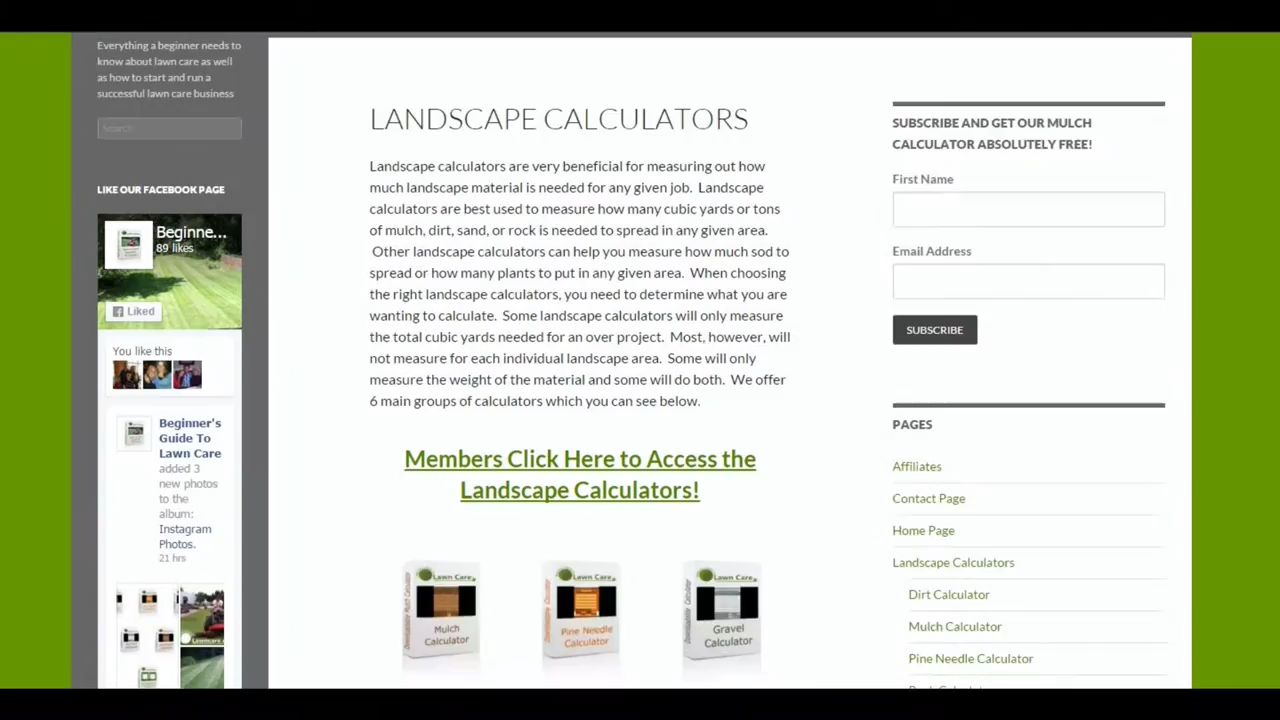 Everything a beginner needs to
know about lawn care as well
as how to start and run a
successful lawn care business
Search
LIKE OUR FACEBOOK PAGE
Beginne...
89 likes
Liked
You like this
Beginner's
Guide To
Lawn Care
added 3
new photos
to the
album:
Instagram
Photos.
21 hrs
LANDSCAPE CALCULATORS
Landscape calculators are very beneficial for measuring out how
much landscape material is needed for any given job.  Landscape
calculators are best used to measure how many cubic yards or tons
of mulch, dirt, sand, or rock is needed to spread in any given area.
Other landscape calculators can help you measure how much sod to
spread or how many plants to put in any given area.  When choosing
the right landscape calculators, you need to determine what you are
wanting to calculate.  Some landscape calculators will only measure
the total cubic yards needed for an over project.  Most, however, will
not measure for each individual landscape area.  Some will only
measure the weight of the material and some will do both.  We offer
6 main groups of calculators which you can see below.
Members Click Here to Access the
Landscape Calculators!
Lawn Care
Mulch
Calculator
Lawn Care
Pine Needle
Calculator
Lawn Care
Gravel
Calculator
SUBSCRIBE AND GET OUR MULCH
CALCULATOR ABSOLUTELY FREE!
First Name
Email Address
SUBSCRIBE
PAGES
Affiliates
Contact Page
Home Page
Landscape Calculators
Dirt Calculator
Mulch Calculator
Pine Needle Calculator